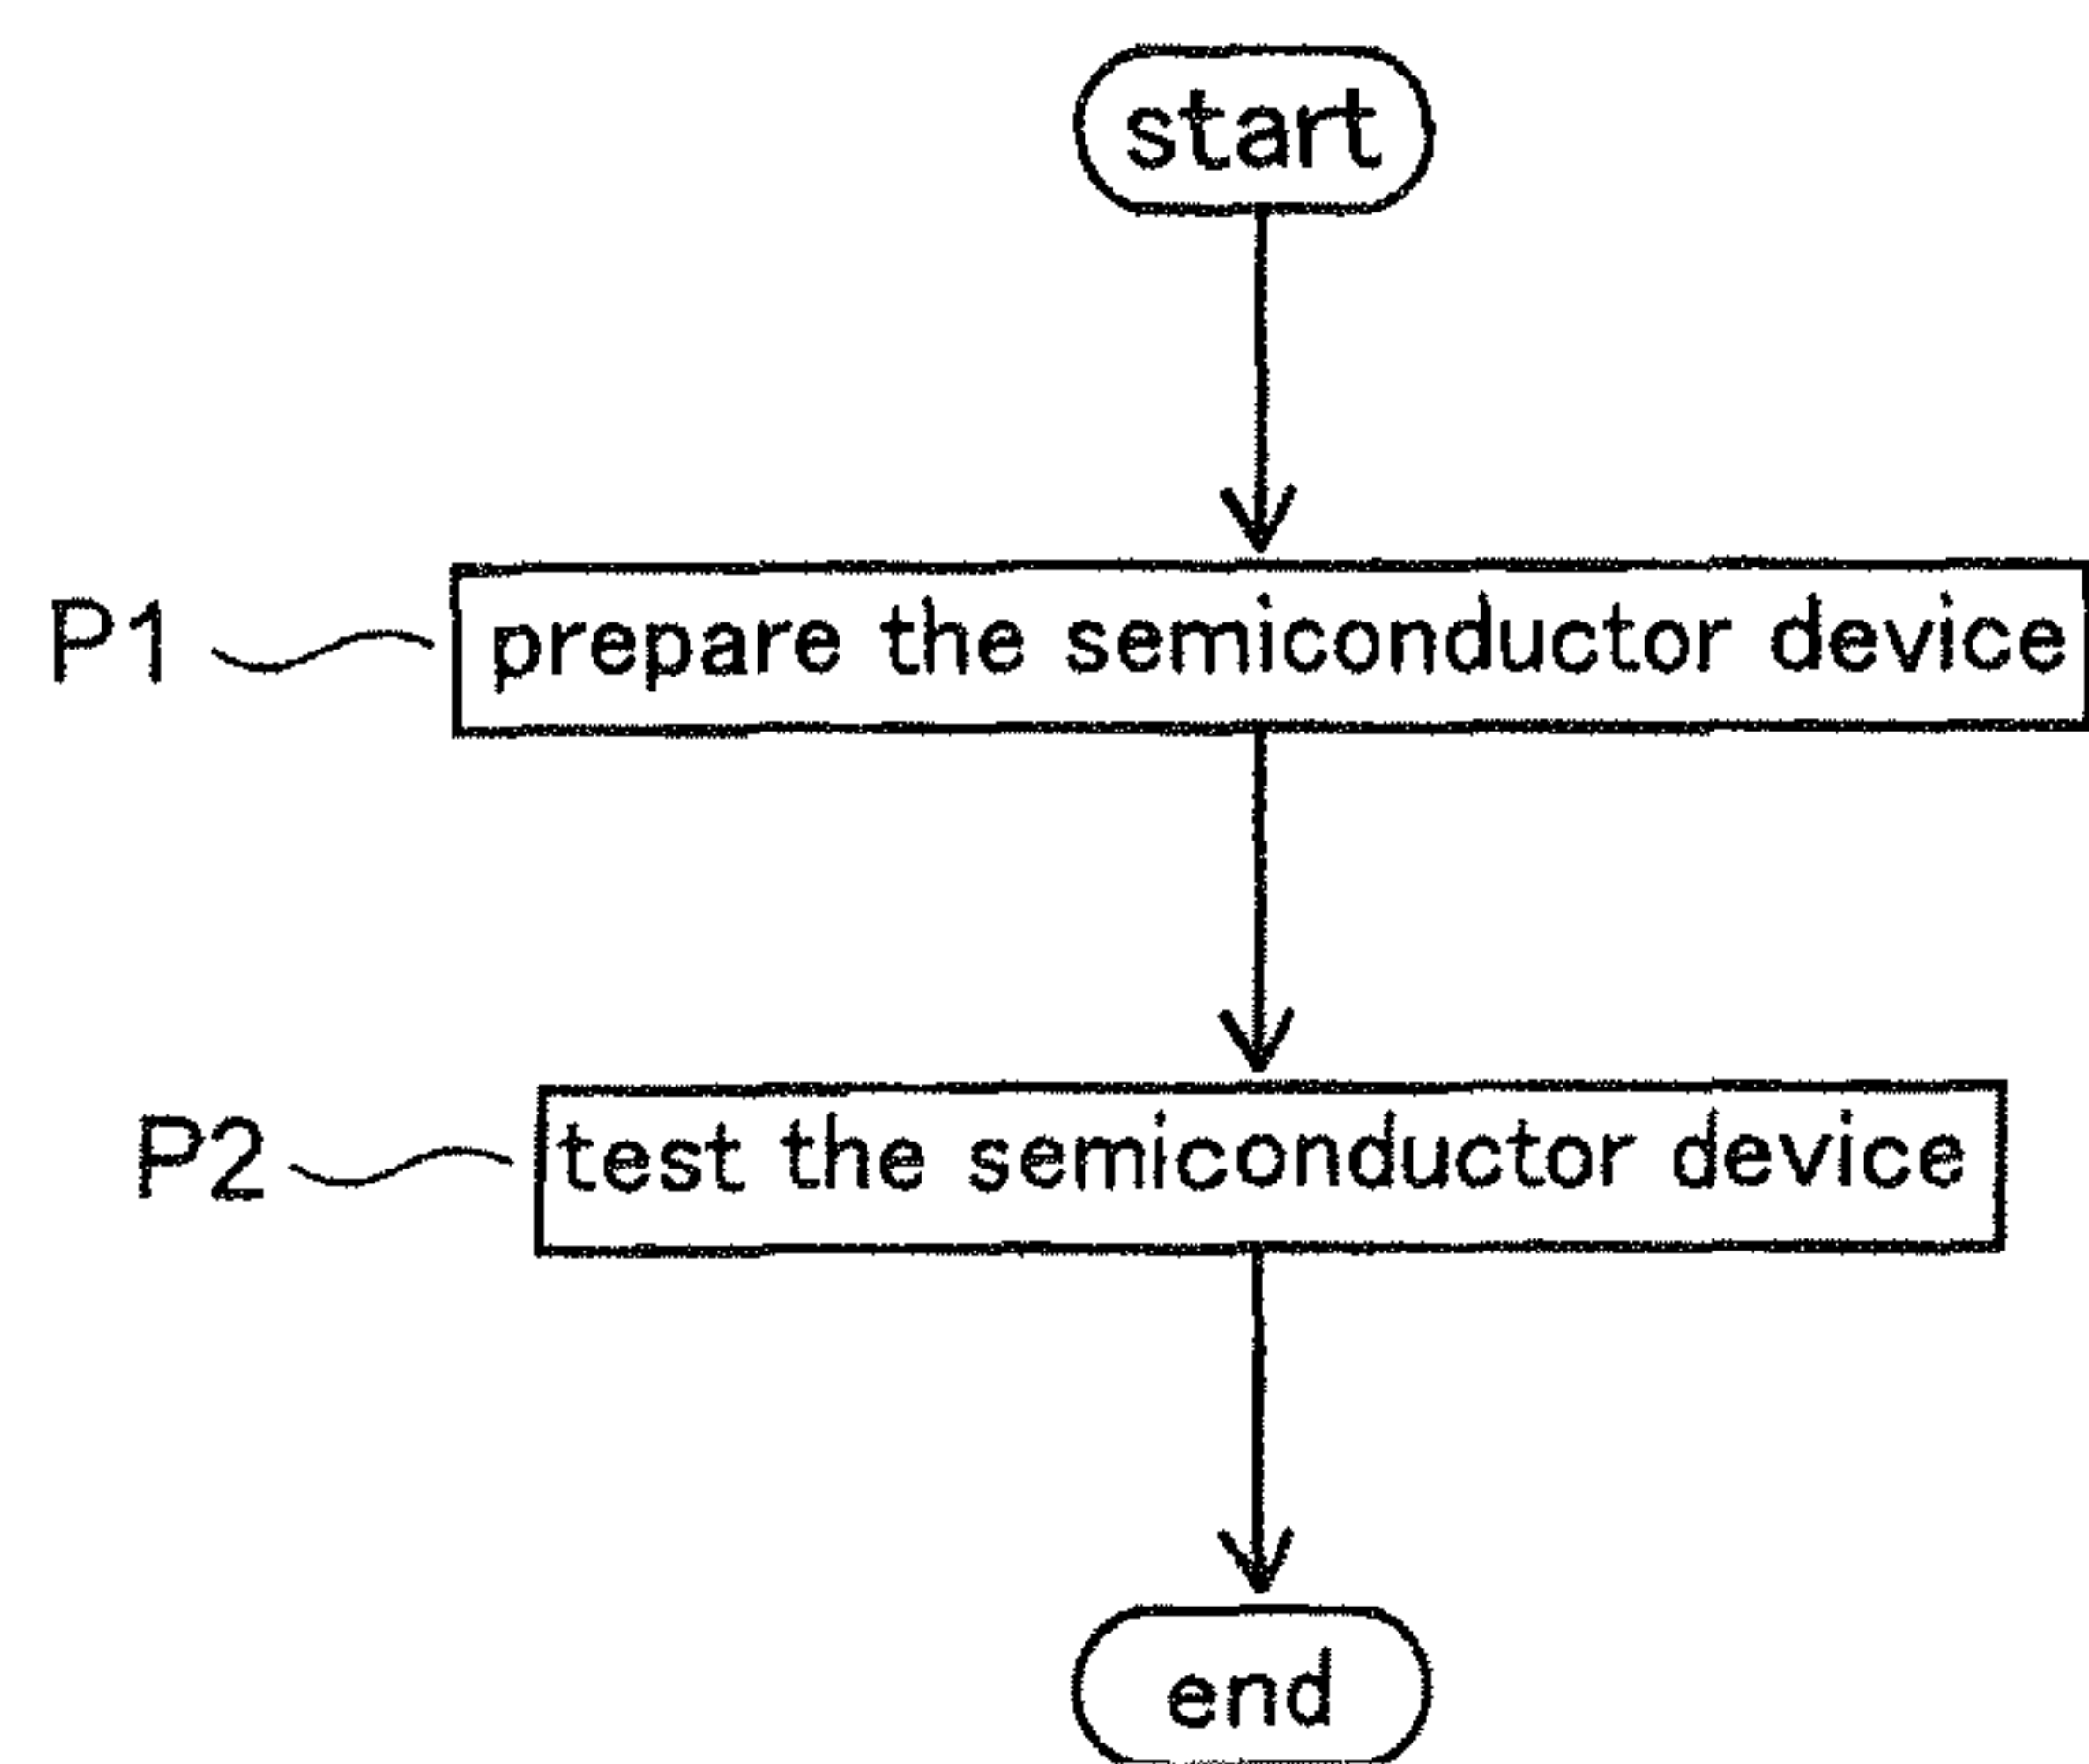 start
P1 prepare the semiconductor device
P2 test the semiconductor device
end